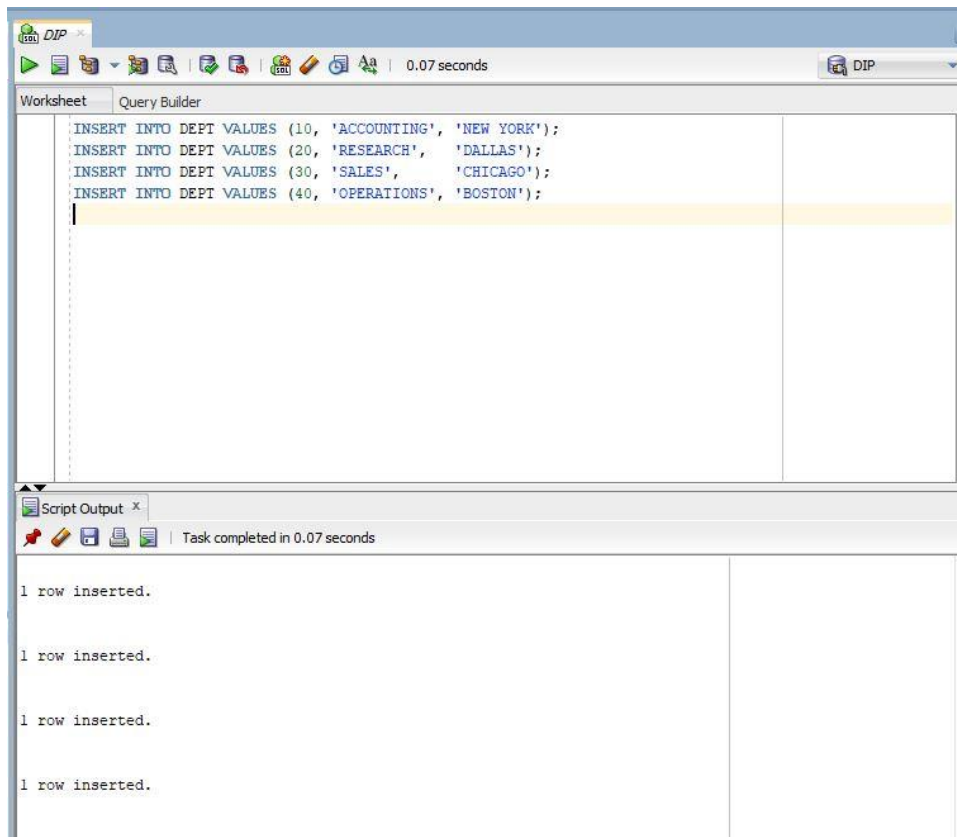 DIP
0.07 seconds
DIP
Worksheet Query Builder
INSERT INTO DEPT VALUES (10, 'ACCOUNTING', 'NEW YORK');
INSERT INTO DEPT VALUES (20, 'RESEARCH',   'DALLAS');
INSERT INTO DEPT VALUES (30, 'SALES',      'CHICAGO');
INSERT INTO DEPT VALUES (40, 'OPERATIONS', 'BOSTON');
Script Output
Task completed in 0.07 seconds
1 row inserted.
1 row inserted.
1 row inserted.
1 row inserted.